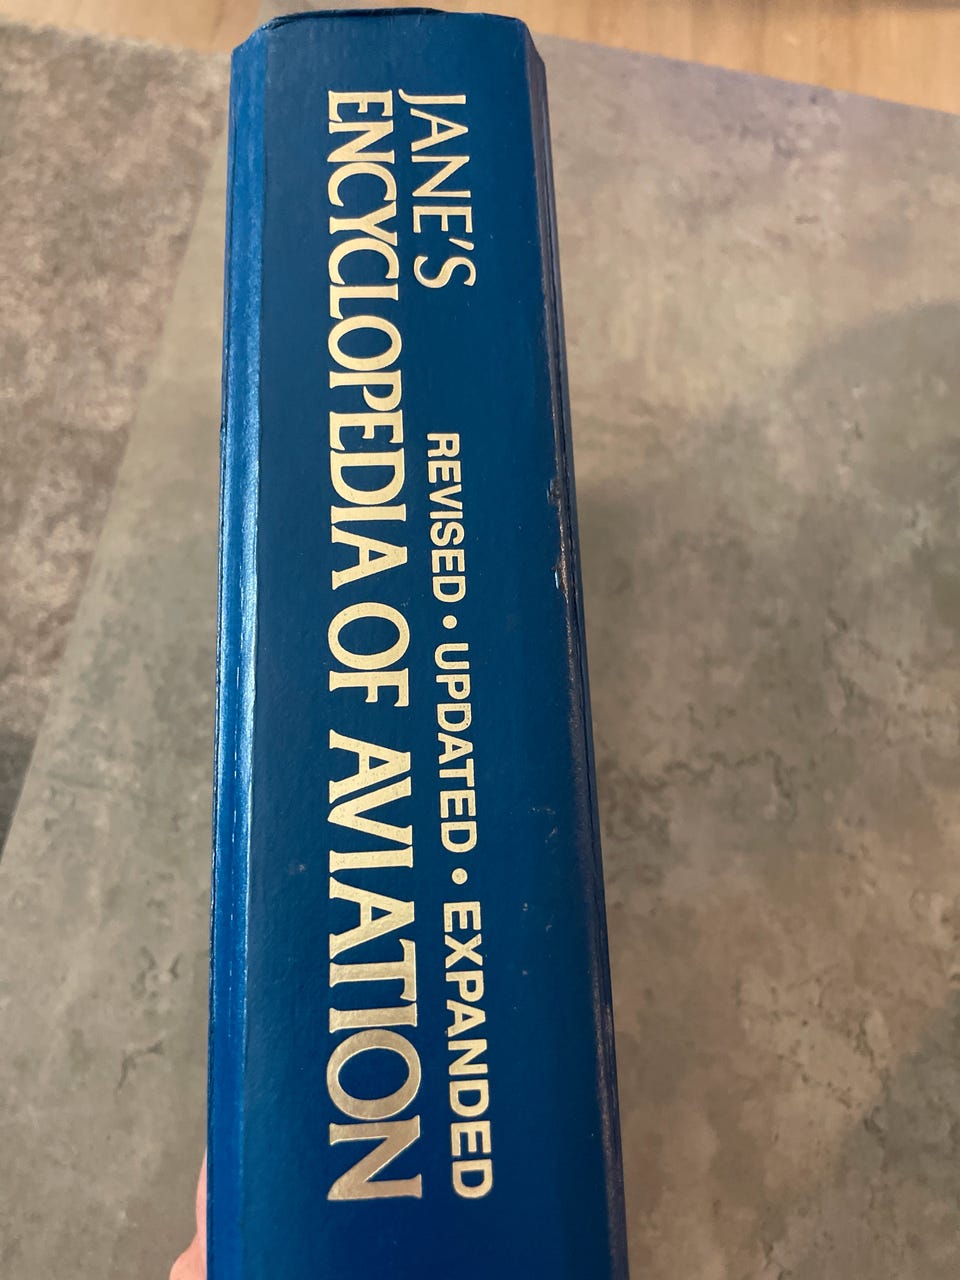 JANE'S
REVISED • UPDATED • EXPANDED
ENCYCLOPEDIA OF AVIATION